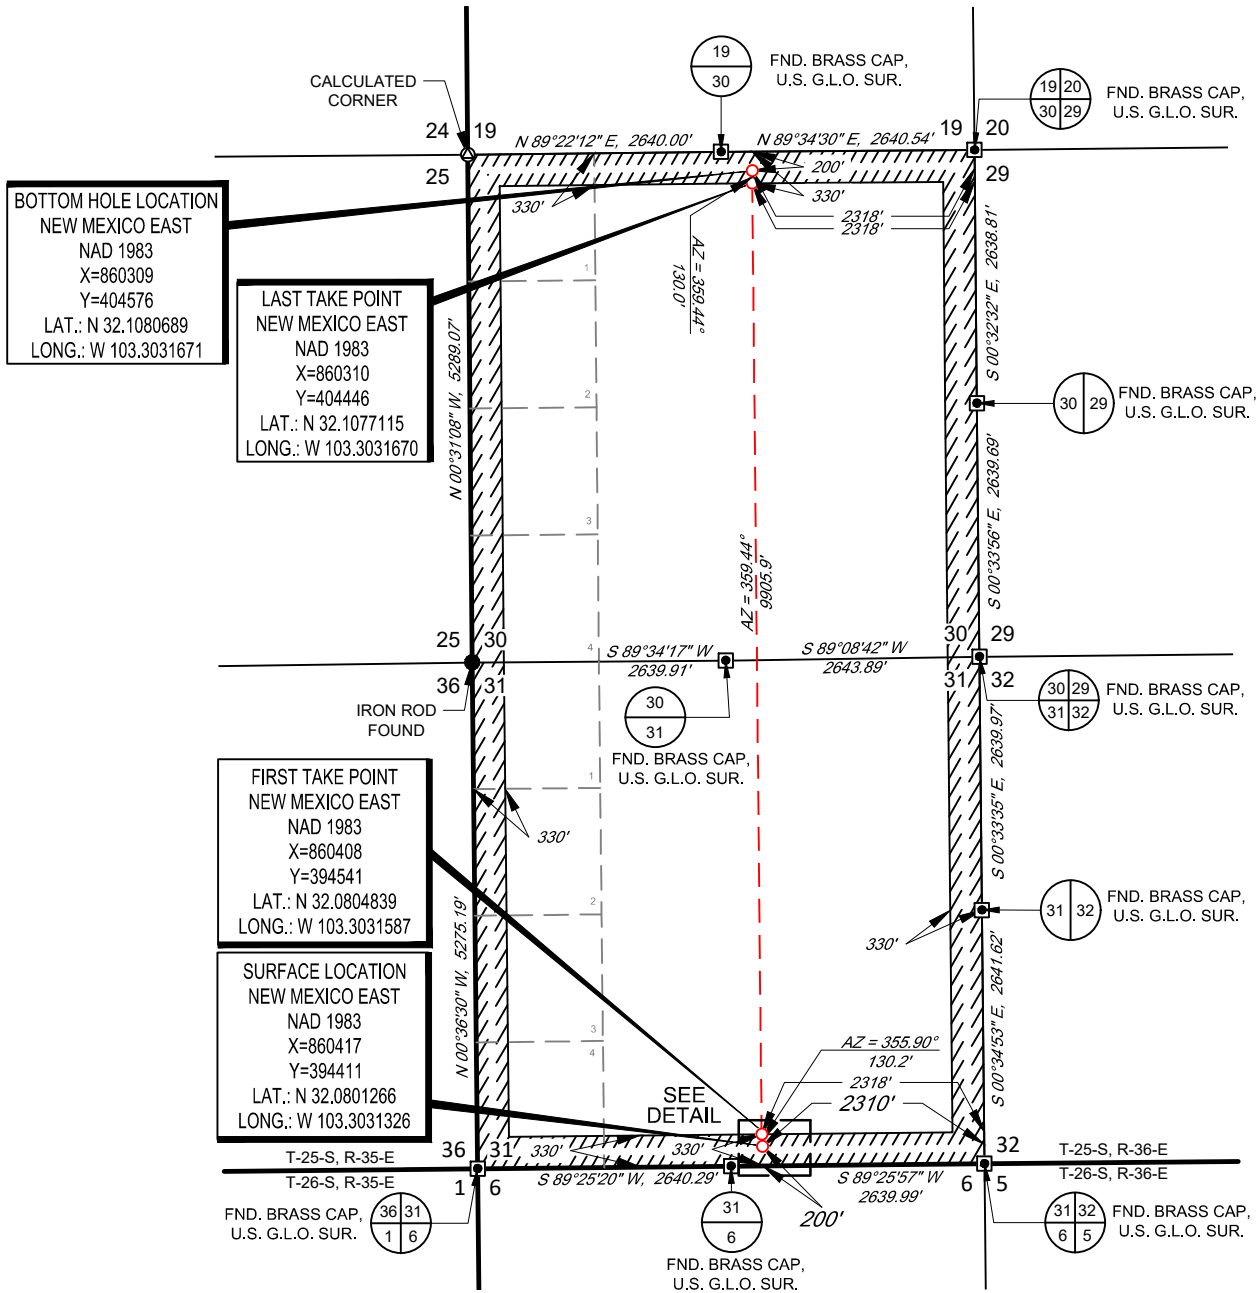 19
30
FND. BRASS CAP,
U.S. G.L.O. SUR.
CALCULATED
CORNER
19 20
30 29
FND. BRASS CAP,
U.S. G.L.O. SUR.
24 19
N 89°22'12" E, 2640.00'
N 89°34'30" E, 2640.54'
19 20
25
29
200'
330'
330'
2318'
2318'
BOTTOM HOLE LOCATION
NEW MEXICO EAST
NAD 1983
X=860309
Y=404576
LAT.: N 32.1080689
LONG.: W 103.3031671
AZ = 359.44°
130.0'
S 00°32'32" E, 2638.81'
1
LAST TAKE POINT
NEW MEXICO EAST
NAD 1983
X=860310
Y=404446
LAT.: N 32.1077115
LONG.: W 103.3031670
N 00°31'08" W, 5289.07'
2
30 29
FND. BRASS CAP,
U.S. G.L.O. SUR.
3
AZ = 359.44°
9905.9'
S 00°33'56" E, 2639.69'
25 30
4
S 89°34'17" W
2639.91'
S 89°08'42" W
2643.89'
30 29
36 31
31 32
IRON ROD
FOUND
30
31
FND. BRASS CAP,
U.S. G.L.O. SUR.
30 29
31 32
FND. BRASS CAP,
U.S. G.L.O. SUR.
FIRST TAKE POINT
NEW MEXICO EAST
NAD 1983
X=860408
Y=394541
LAT.: N 32.0804839
LONG.: W 103.3031587
1
330'
S 00°33'35" E, 2639.97'
2
31 32
FND. BRASS CAP,
U.S. G.L.O. SUR.
330'
N 00°36'30" W, 5275.19'
SURFACE LOCATION
NEW MEXICO EAST
NAD 1983
X=860417
Y=394411
LAT.: N 32.0801266
LONG.: W 103.3031326
3
4
S 00°34'53" E, 2641.62'
AZ = 355.90°
130.2'
2318'
2310'
SEE
DETAIL
36 31
330'
330'
32
T-25-S, R-35-E
T-26-S, R-35-E
T-25-S, R-36-E
T-26-S, R-36-E
1 6
S 89°25'20" W, 2640.29'
S 89°25'57" W
2639.99'
6 5
200'
FND. BRASS CAP,
U.S. G.L.O. SUR.
36 31
1 6
31
6
FND. BRASS CAP,
U.S. G.L.O. SUR.
31 32
6 5
FND. BRASS CAP,
U.S. G.L.O. SUR.